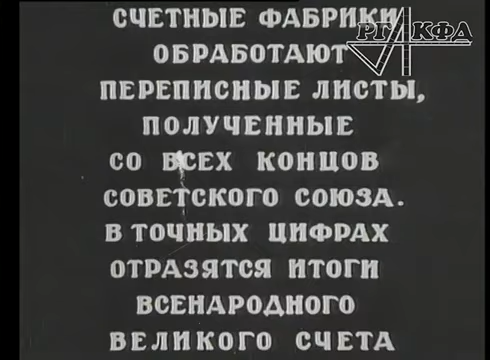 СЧЕТНЫЕ ФАБРИКИ
РГАКФД
ОБРАБОТАЮТ
ПЕРЕПИСНЫЕ ЛИСТЫ,
ПОЛУЧЕННЫЕ
СО ВСЕХ КОНЦОВ
СОВЕТСКОГО СОЮЗА.
В ТОЧНЫХ ЦИФРАХ
ОТРАЗЯТСЯ ИТОГИ
ВСЕНАРОДНОГО
ВЕЛИКОГО СЧЕТА